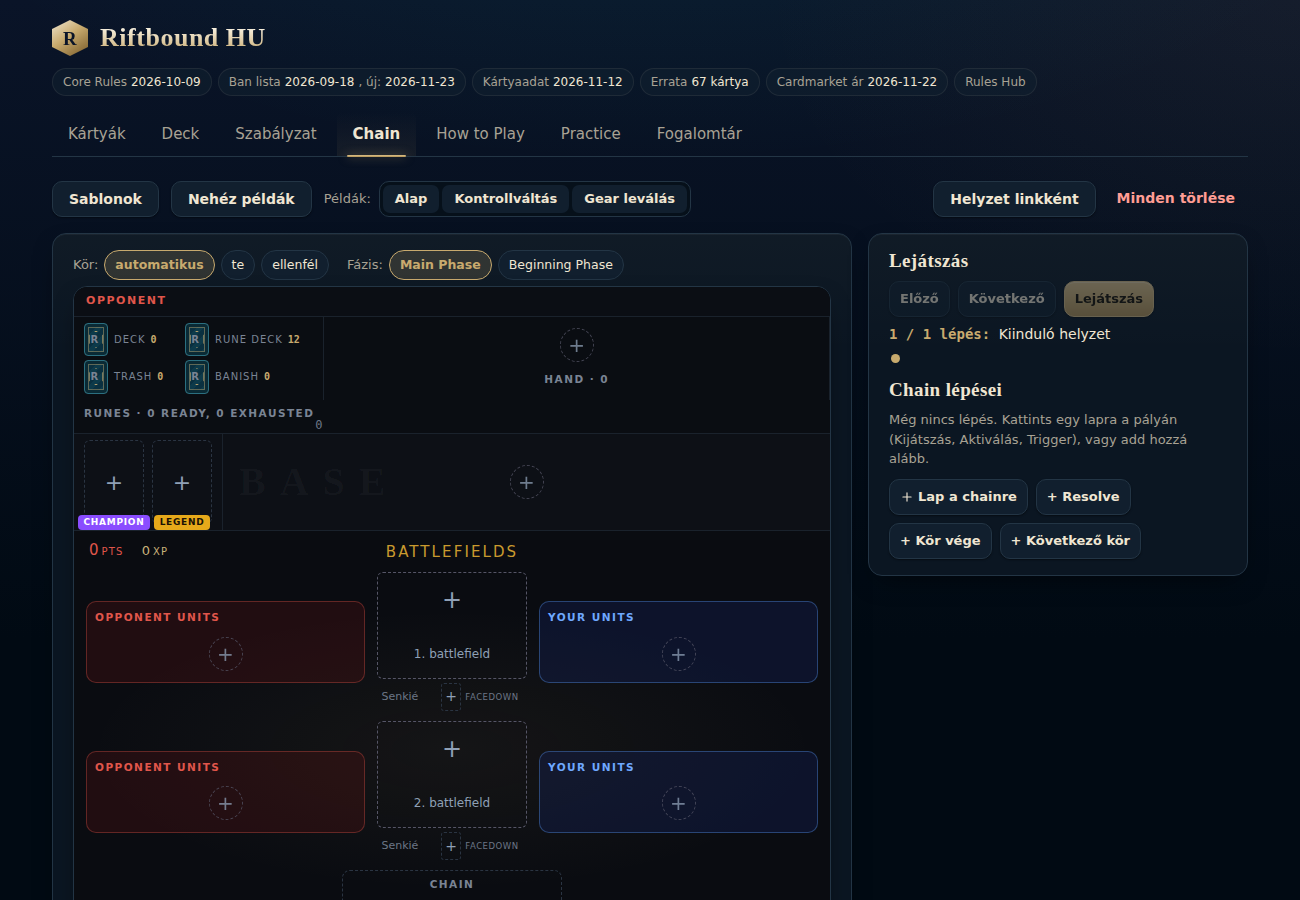 R Riftbound HU
Core Rules 2026-10-09 Ban lista 2026-09-18 , új: 2026-11-23 Kártyaadat 2026-11-12 Errata 67 kártya Cardmarket ár 2026-11-22 Rules Hub
Kártyák Deck Szabályzat Chain How to Play Practice Fogalomtár
Sablonok Nehéz példák Példák: Alap Kontrollváltás Gear leválás Helyzet linkként Minden törlése
Kör: automatikus te ellenfél Fázis: Main Phase Beginning Phase
OPPONENT
R DECK 0 R RUNE DECK 12
R TRASH 0 R BANISH 0
+
HAND · 0
RUNES · 0 READY, 0 EXHAUSTED
0
+ + BASE +
CHAMPION LEGEND
0 PTS 0 XP BATTLEFIELDS
OPPONENT UNITS
+
+
1. battlefield
YOUR UNITS
+
Senkié + FACEDOWN
OPPONENT UNITS
+
+
2. battlefield
YOUR UNITS
+
Senkié + FACEDOWN
CHAIN
Lejátszás
Előző Következő Lejátszás
1 / 1 lépés: Kiinduló helyzet
Chain lépései
Még nincs lépés. Kattints egy lapra a pályán
(Kijátszás, Aktiválás, Trigger), vagy add hozzá
alább.
+ Lap a chainre + Resolve
+ Kör vége + Következő kör